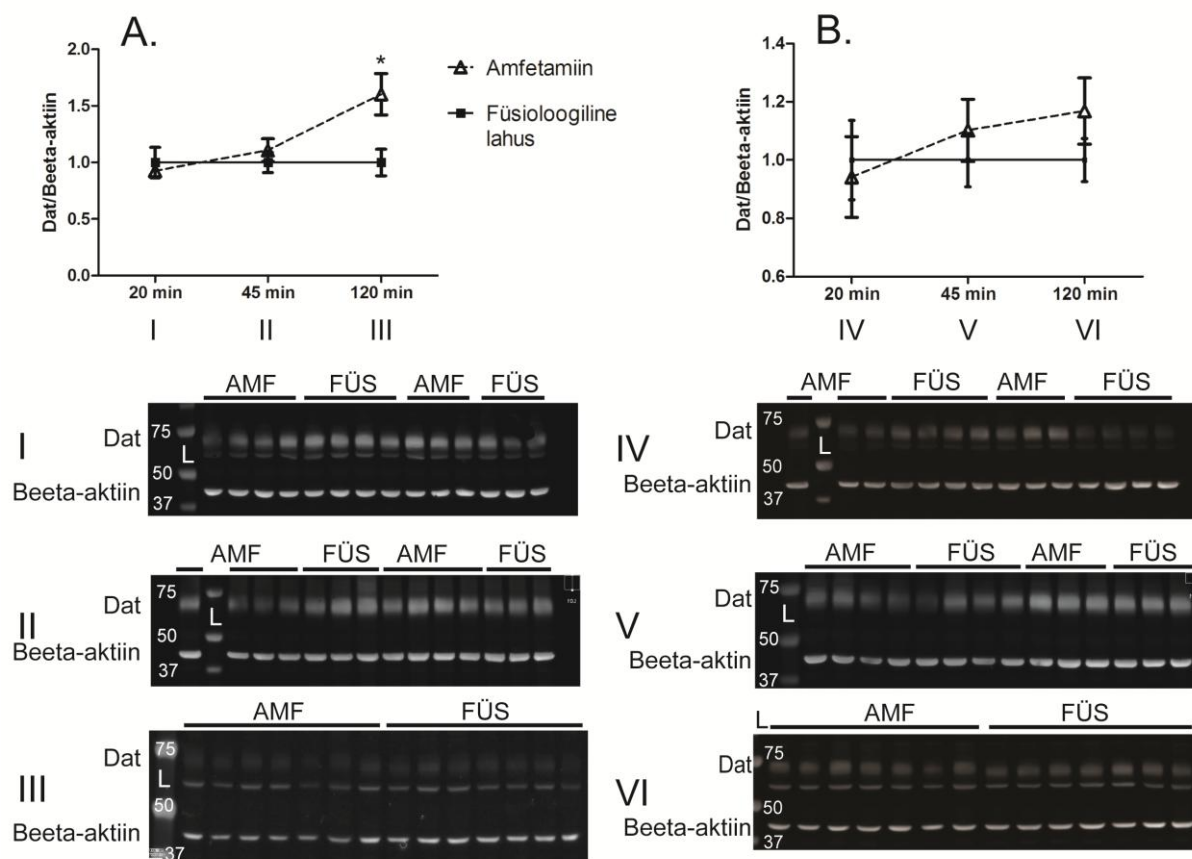 A.
2.0
1.5
1.0
0.5
0.0
Dat/Beeta-aktiin
*
20 min
45 min
120 min
I
II
III
Amfetamiin
Füsioloogiline
lahus
B.
1.4
1.2
1.0
0.8
0.6
Dat/Beeta-aktiin
20 min
45 min
120 min
IV
V
VI
I
AMF FÜS AMF FÜS
Dat
75
L
50
Beeta-aktiin
37
II
AMF FÜS AMF FÜS
Dat
75
L
50
Beeta-aktiin
37
III
AMF FÜS
Dat
75
L
50
Beeta-aktiin
37
IV
AMF FÜS AMF FÜS
Dat
75
L
50
Beeta-aktiin
37
V
AMF FÜS AMF FÜS
Dat
75
L
50
Beeta-aktin
37
VI
L AMF FÜS
Dat
75
50
Beeta-aktiin
37